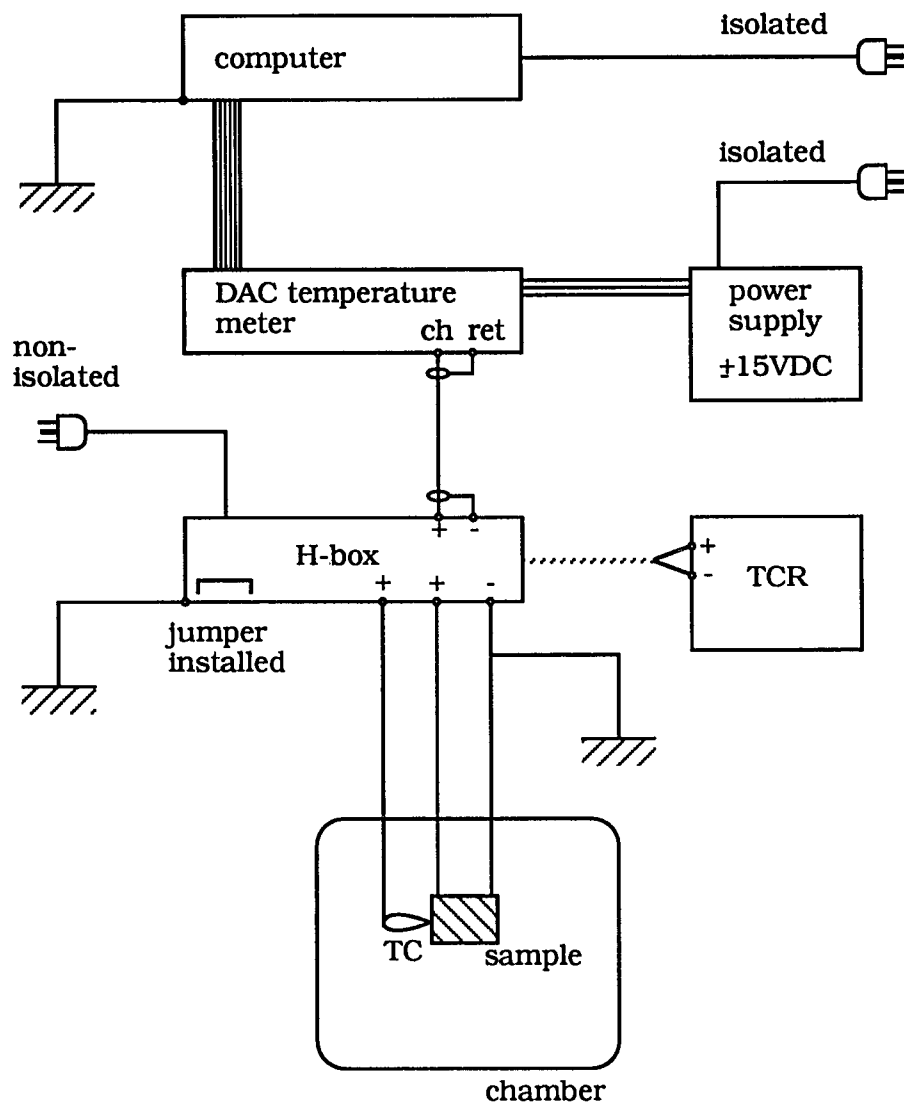 isolated
computer
isolated
DAC temperature
meter
ch ret
power
supply
±15VDC
non-
isolated
+ -
H-box
+ + -
+
-
TCR
jumper
installed
TC
sample
chamber